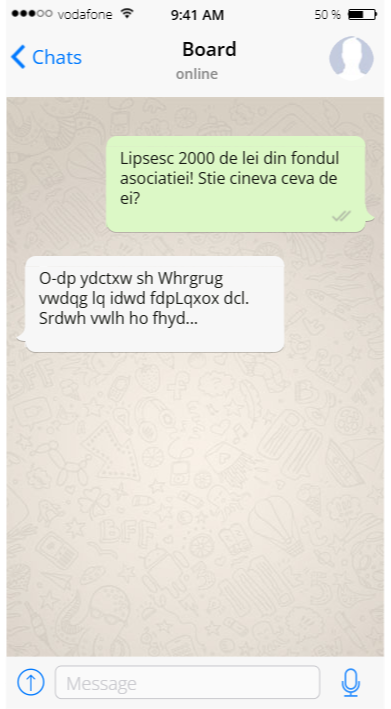 vodafone 9:41 AM 50 %
Chats Board
online
Lipsesc 2000 de lei din fondul
asociatiei! Stie cineva ceva de
ei?
O-dp ydctxw sh Whrgrug
vwdqg lq idwd fdpLqxox dcl.
Srdwh vwlh ho fhyd...
BFF
Message